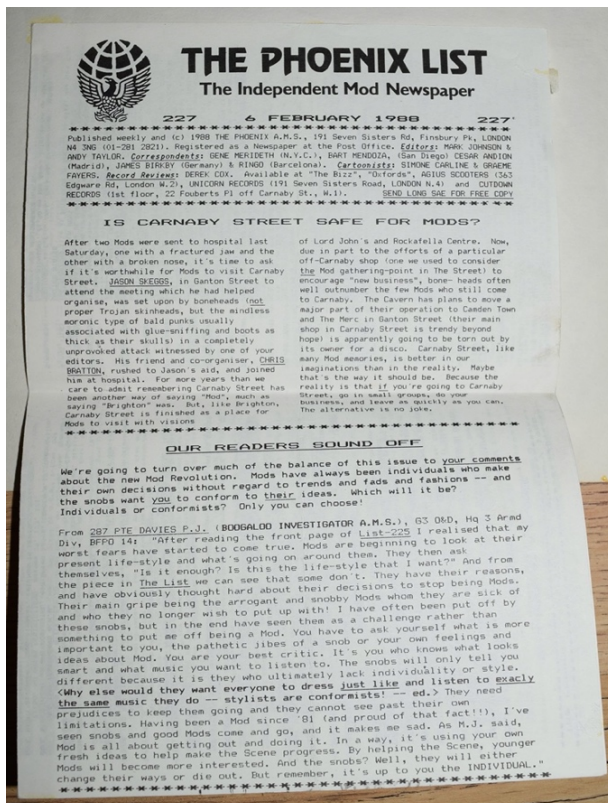 THE PHOENIX LIST
The Independent Mod Newspaper
227 6 FEBRUARY 1988 227
Published weekly and (c) 1988 THE PHOENIX A.M.S., 191 Seven Sisters Rd, Finsbury Pk, LONDON
N4 3NG (01-281 2821). Registered as a Newspaper at the Post Office. Editors: MARK JOHNSON &
ANDY TAYLOR. Correspondents: GENE MERIDETH (N.Y.C.), BART MENDOZA, (San Diego) CESAR ANDION
(Madrid), JAMES BIRKBY (Germany) & RINGO (Barcelona). Cartoonists: SIMONE CARLINE & GRAEME
FAYERS. Record Reviews: DEREK COX. Available at "The Bizz", "Oxfords", AGIUS SCOOTERS (363
Edgware Rd, London W.2), UNICORN RECORDS (191 Seven Sisters Road, LONDON N.4) and CUTDOWN
RECORDS (1st floor, 22 Fouberts Pl off Carnaby St., W.1). SEND LONG SAE FOR FREE COPY
IS CARNABY STREET SAFE FOR MODS?
After two Mods were sent to hospital last
Saturday, one with a fractured jaw and the
other with a broken nose, it's time to ask
if it's worthwhile for Mods to visit Carnaby
Street. JASON SKEGGS, in Ganton Street to
attend the meeting which he had helped
organise, was set upon by boneheads (not
proper Trojan skinheads, but the mindless
moronic type of bald punks usually
associated with glue-sniffing and boots as
thick as their skulls) in a completely
unprovoked attack witnessed by one of your
editors. His friend and co-organiser, CHRIS
BRATTON, rushed to Jason's aid, and joined
him at hospital. For more years than we
care to admit remembering Carnaby Street has
been another way of saying "Mod", much as
saying "Brighton" was. But, like Brighton,
Carnaby Street is finished as a place for
Mods to visit with visions
of Lord John's and Rockafella Centre. Now,
due in part to the efforts of a particular
off-Carnaby shop (one we used to consider
the Mod gathering-point in The Street) to
encourage "new business", bone- heads often
well outnumber the few Mods who still come
to Carnaby. The Cavern has plans to move a
major part of their operation to Camden Town
and The Merc in Ganton Street (their main
shop in Carnaby Street is trendy beyond
hope) is apparently going to be torn out by
its owner for a disco. Carnaby Street, like
many Mod memories, is better in our
imaginations than in the reality. Maybe
that's the way it should be. Because the
reality is that if you're going to Carnaby
Street, go in small groups, do your
business, and leave as quickly as you can.
The alternative is no joke.
OUR READERS SOUND OFF
We're going to turn over much of the balance of this issue to your comments
about the new Mod Revolution. Mods have always been individuals who make
their own decisions without regard to trends and fads and fashions -- and
the snobs want you to conform to their ideas. Which will it be?
Individuals or conformists? Only you can choose!
From 287 PTE DAVIES P.J. (BOOGALOO INVESTIGATOR A.M.S.), G3 O&D, Hq 3 Armd
Div, BFPO 14: "After reading the front page of List-225 I realised that my
worst fears have started to come true. Mods are beginning to look at their
present life-style and what's going on around them. They then ask
themselves, "Is it enough? Is this the life-style that I want?" And from
the piece in The List we can see that some don't. They have their reasons,
and have obviously thought hard about their decisions to stop being Mods.
Their main gripe being the arrogant and snobby Mods whom they are sick of
and who they no longer wish to put up with! I have often been put off by
these snobs, but in the end have seen them as a challenge rather than
something to put me off being a Mod. You have to ask yourself what is more
important to you, the pathetic jibes of a snob or your own feelings and
ideas about Mod. You are your best critic. It's you who knows what looks
smart and what music you want to listen to. The snobs will only tell you
different because it is they who ultimately lack individuality or style.
<Why else would they want everyone to dress just like and listen to exacly
the same music they do -- stylists are conformists! -- ed.> They need
prejudices to keep them going and they cannot see past their own
limitations. Having been a Mod since '81 (and proud of that fact!!), I've
seen snobs and good Mods come and go, and it makes me sad. As M.J. said,
Mod is all about getting out and doing it. In a way, it's using your own
fresh ideas to help make the Scene progress. By helping the Scene, younger
Mods will become more interested. And the snobs? Well, they will either
change their ways or die out. But remember, it's up to you the INDIVIDUAL."